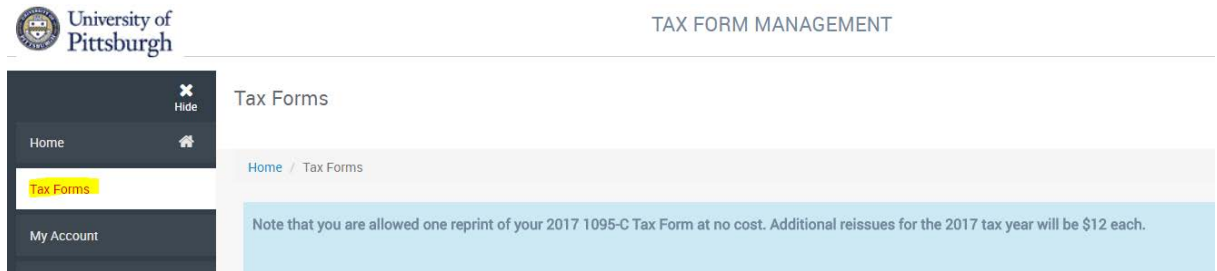 University of
Pittsburgh
TAX FORM MANAGEMENT
Hide
Tax Forms
Home
Home / Tax Forms
Tax Forms
Note that you are allowed one reprint of your 2017 1095-C Tax Form at no cost. Additional reissues for the 2017 tax year will be $12 each.
My Account